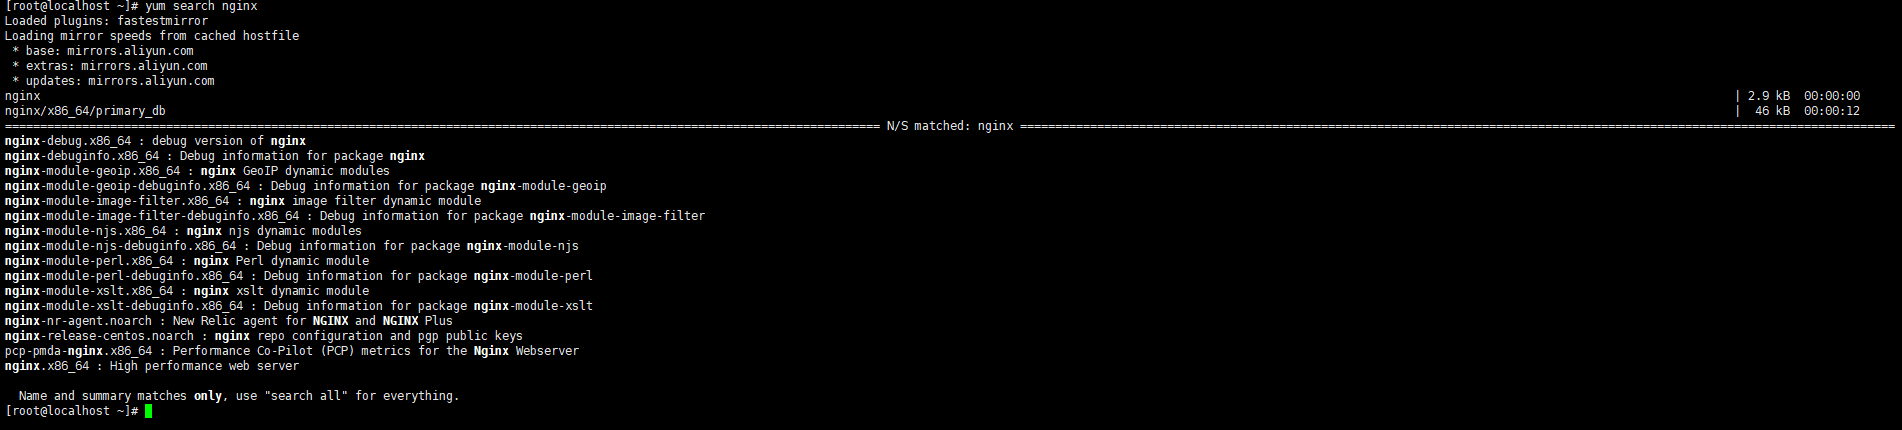 [root@localhost ~]# yum search nginx
Loaded plugins: fastestmirror
Loading mirror speeds from cached hostfile
 * base: mirrors.aliyun.com
 * extras: mirrors.aliyun.com
 * updates: mirrors.aliyun.com
nginx | 2.9 kB 00:00:00
nginx/x86_64/primary_db | 46 kB 00:00:12
============================== N/S matched: nginx ==============================
nginx-debug.x86_64 : debug version of nginx
nginx-debuginfo.x86_64 : Debug information for package nginx
nginx-module-geoip.x86_64 : nginx GeoIP dynamic modules
nginx-module-geoip-debuginfo.x86_64 : Debug information for package nginx-module-geoip
nginx-module-image-filter.x86_64 : nginx image filter dynamic module
nginx-module-image-filter-debuginfo.x86_64 : Debug information for package nginx-module-image-filter
nginx-module-njs.x86_64 : nginx njs dynamic modules
nginx-module-njs-debuginfo.x86_64 : Debug information for package nginx-module-njs
nginx-module-perl.x86_64 : nginx Perl dynamic module
nginx-module-perl-debuginfo.x86_64 : Debug information for package nginx-module-perl
nginx-module-xslt.x86_64 : nginx xslt dynamic module
nginx-module-xslt-debuginfo.x86_64 : Debug information for package nginx-module-xslt
nginx-nr-agent.noarch : New Relic agent for NGINX and NGINX Plus
nginx-release-centos.noarch : nginx repo configuration and pgp public keys
pcp-pmda-nginx.x86_64 : Performance Co-Pilot (PCP) metrics for the Nginx Webserver
nginx.x86_64 : High performance web server
  Name and summary matches only, use "search all" for everything.
[root@localhost ~]#